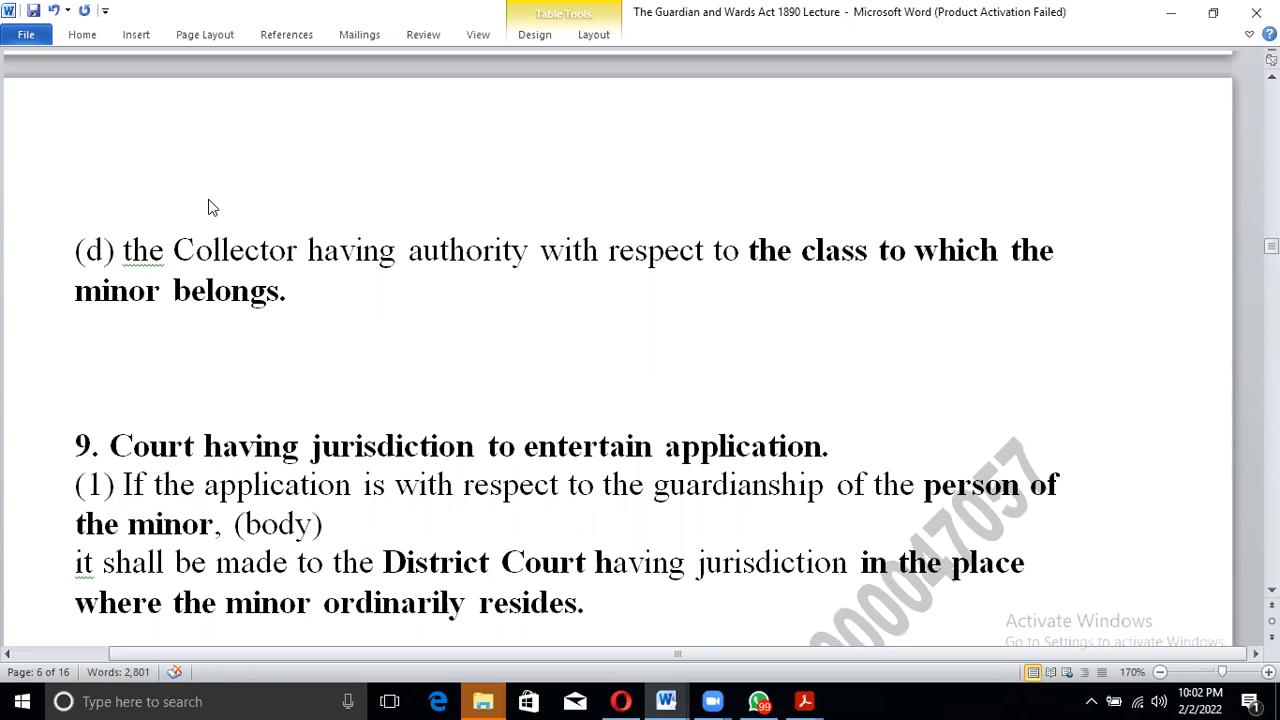 Table Tools
The Guardian and Wards Act 1890 Lecture - Microsoft Word (Product Activation Failed)
File Home Insert Page Layout References Mailings Review View Design Layout
(d) the Collector having authority with respect to the class to which the
minor belongs.
9. Court having jurisdiction to entertain application.
(1) If the application is with respect to the guardianship of the person of
the minor, (body)
it shall be made to the District Court having jurisdiction in the place
where the minor ordinarily resides.
000047057
Activate Windows
Go to Settings to activate Windows.
Page: 6 of 16 Words: 2,801 170%
Type here to search
99
10:02 PM
2/2/2022
1